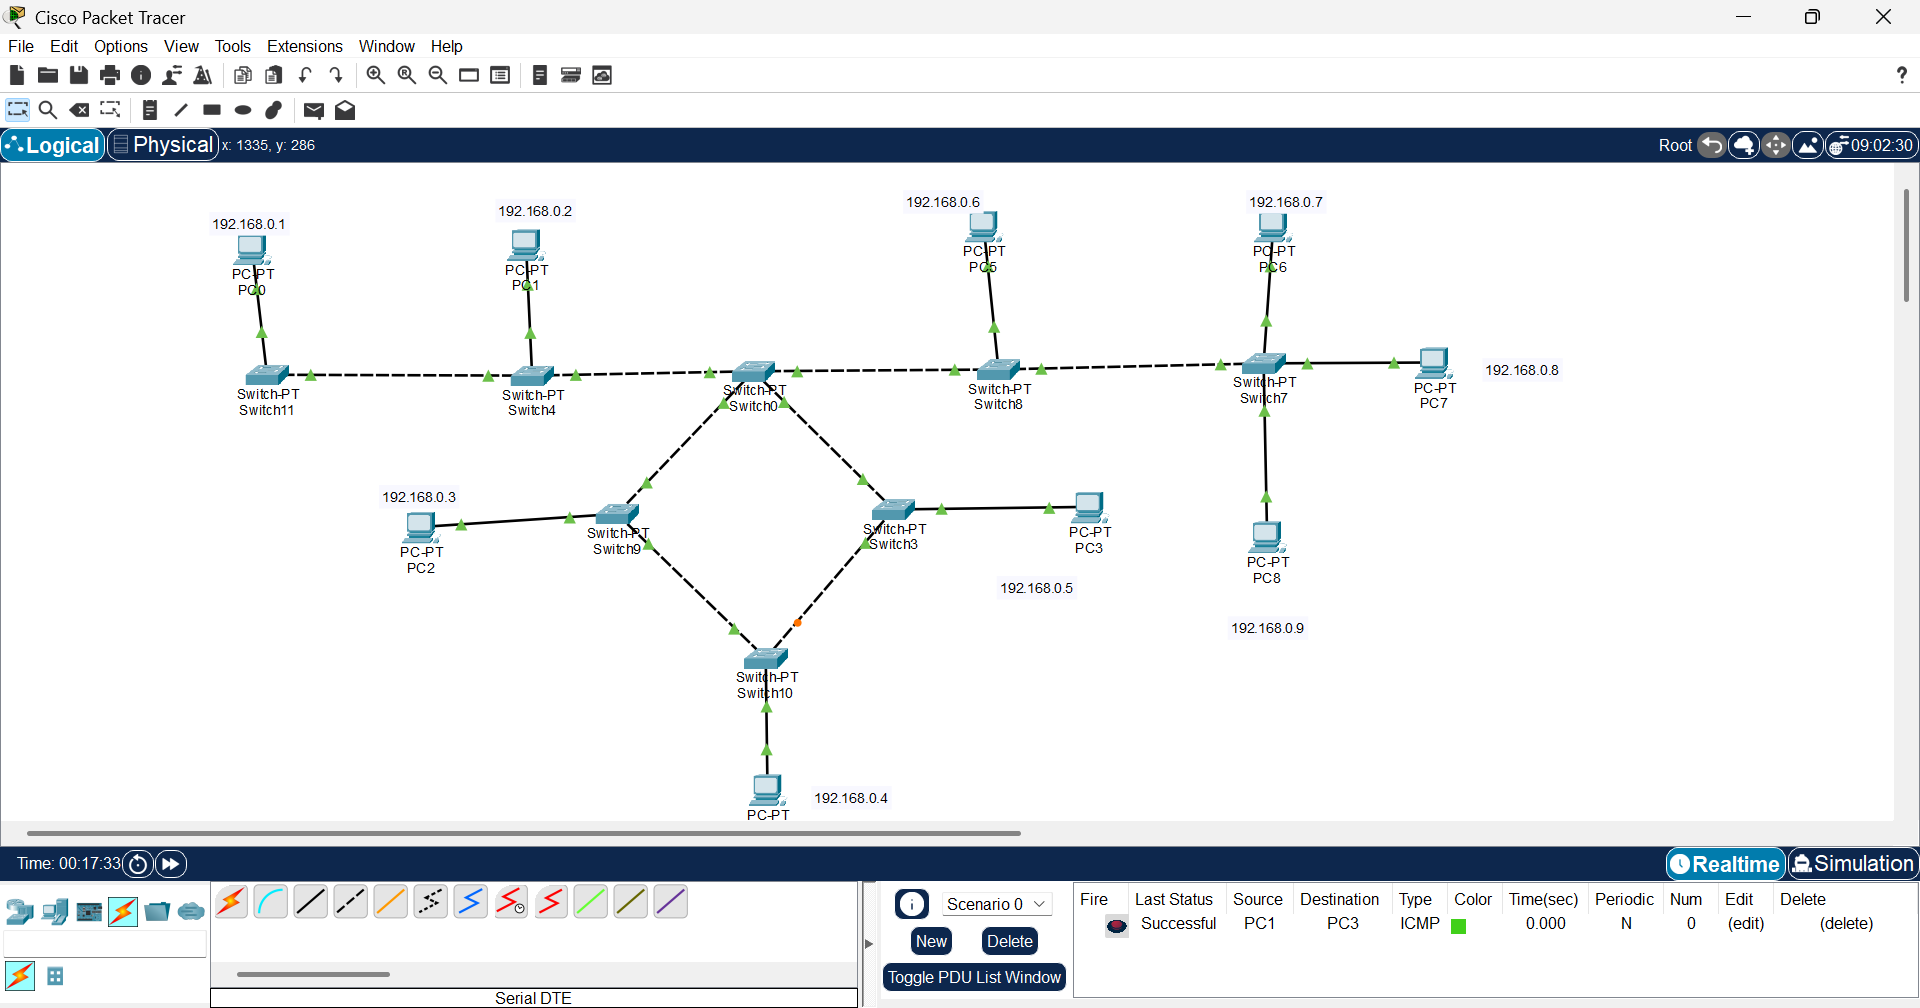 Cisco Packet Tracer
File Edit Options View Tools Extensions Window Help
?
Logical Physical x: 1335, y: 286 Root 09:02:30
192.168.0.1
192.168.0.2
192.168.0.6
192.168.0.7
PC-PT
PC0
PC-PT
PC1
PC-PT
PC5
PC-PT
PC6
Switch-PT
Switch11
Switch-PT
Switch4
Switch-PT
Switch0
Switch-PT
Switch8
Switch-PT
Switch7
PC-PT
PC7
192.168.0.8
192.168.0.3
PC-PT
PC2
Switch-PT
Switch9
Switch-PT
Switch3
PC-PT
PC3
192.168.0.5
PC-PT
PC8
192.168.0.9
Switch-PT
Switch10
PC-PT
192.168.0.4
Time: 00:17:33 Realtime Simulation
Scenario 0
New Delete
Toggle PDU List Window
Serial DTE
Fire Last Status Source Destination Type Color Time(sec) Periodic Num Edit Delete
Successful PC1 PC3 ICMP 0.000 N 0 (edit) (delete)